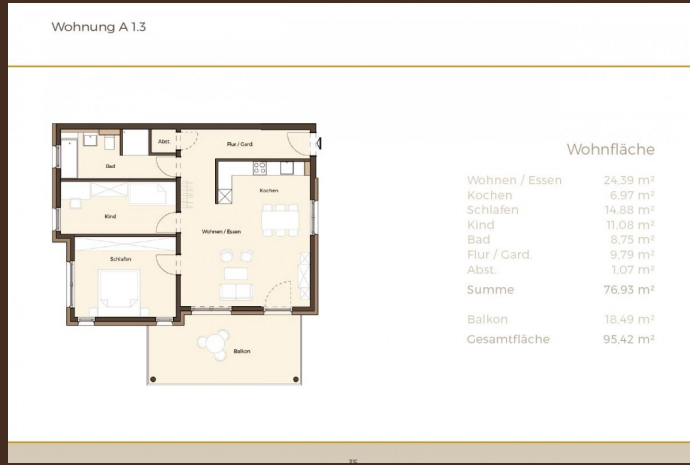 Wohnung A 1.3
Abst.
Flur / Gard.
Bad
Kochen
Kind
Wohnen / Essen
Schlafen
Balkon
Wohnfläche
Wohnen / Essen 24,39 m²
Kochen 6,97 m²
Schlafen 14,88 m²
Kind 11,08 m²
Bad 8,75 m²
Flur / Gard. 9,79 m²
Abst. 1,07 m²
Summe 76,93 m²
Balkon 18,49 m²
Gesamtfläche 95,42 m²